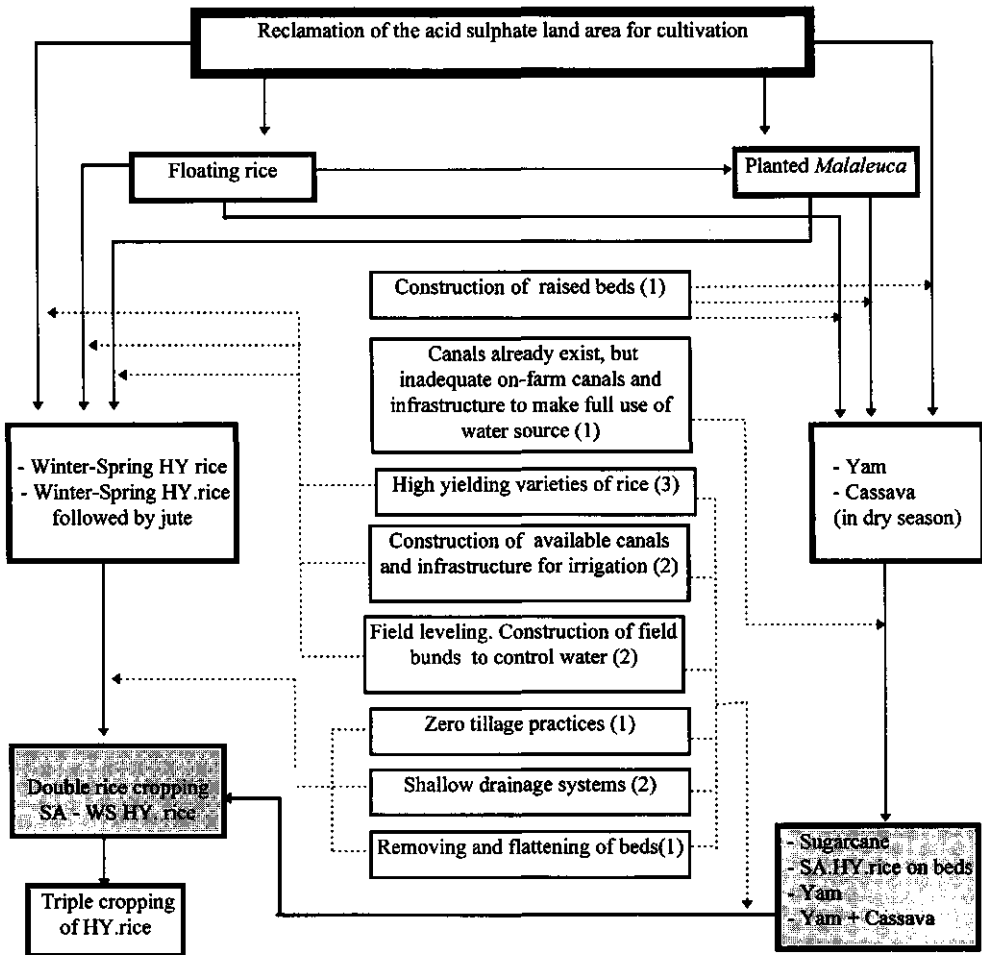 Reclamation of the acid sulphate land area for cultivation
Floating rice
Planted Malaleuca
Construction of raised beds (1)
Canals already exist, but
inadequate on-farm canals and
infrastructure to make full use of
water source (1)
- Winter-Spring HY rice
- Winter-Spring HY.rice
followed by jute
High yielding varieties of rice (3)
- Yam
- Cassava
(in dry season)
Construction of available canals
and infrastructure for irrigation (2)
Field leveling. Construction of field
bunds to control water (2)
Zero tillage practices (1)
Double rice cropping
SA - WS HY. rice
Shallow drainage systems (2)
Removing and flattening of beds(1)
- Sugarcane
- SA.HY.rice on beds
- Yam
- Yam + Cassava
Triple cropping
of HY.rice